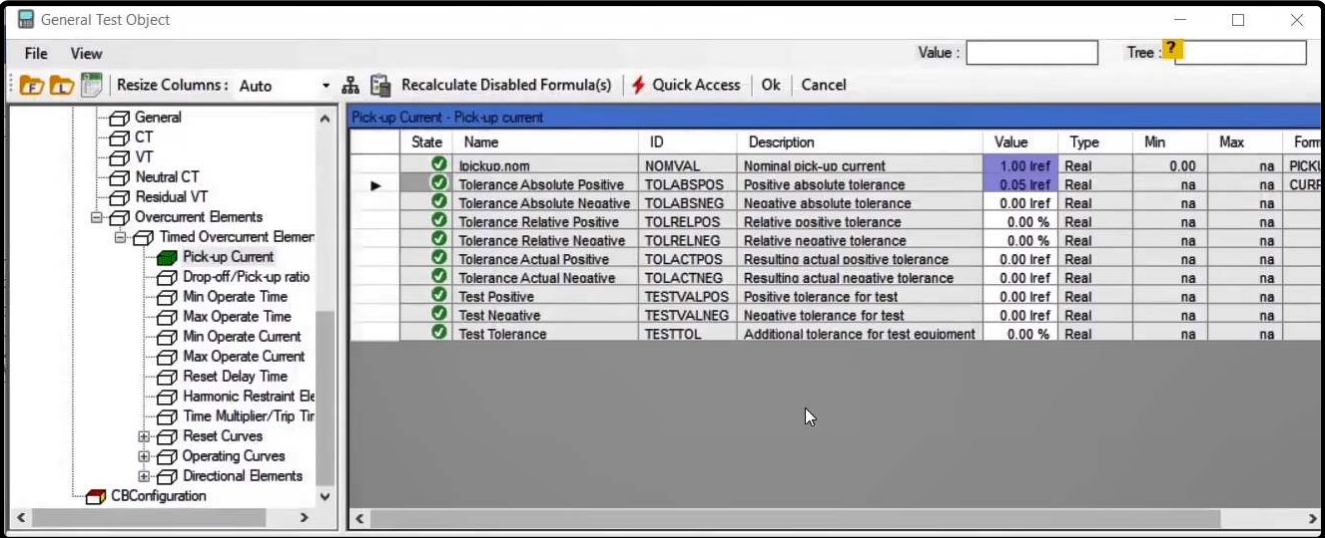 General Test Object
File View Value : Tree : ?
F L Resize Columns : Auto Recalculate Disabled Formula(s) Quick Access Ok Cancel
General
CT
VT
Neutral CT
Residual VT
Overcurrent Elements
Timed Overcurrent Elemer
Pick-up Current
Drop-off/Pick-up ratio
Min Operate Time
Max Operate Time
Min Operate Current
Max Operate Current
Reset Delay Time
Harmonic Restraint Ele
Time Multiplier/Trip Tir
Reset Curves
Operating Curves
Directional Elements
CBConfiguration
Pick-up Current - Pick-up current
State Name ID Description Value Type Min Max Form
Ipickup.nom NOMVAL Nominal pick-up current 1.00 Iref Real 0.00 na PICKU
Tolerance Absolute Positive TOLABSPOS Positive absolute tolerance 0.05 Iref Real na na CURR
Tolerance Absolute Negative TOLABSNEG Negative absolute tolerance 0.00 Iref Real na na
Tolerance Relative Positive TOLRELPOS Relative positive tolerance 0.00 % Real na na
Tolerance Relative Negative TOLRELNEG Relative negative tolerance 0.00 % Real na na
Tolerance Actual Positive TOLACTPOS Resulting actual positive tolerance 0.00 Iref Real na na
Tolerance Actual Negative TOLACTNEG Resulting actual negative tolerance 0.00 Iref Real na na
Test Positive TESTVALPOS Positive tolerance for test 0.00 Iref Real na na
Test Negative TESTVALNEG Negative tolerance for test 0.00 Iref Real na na
Test Tolerance TESTTOL Additional tolerance for test equipment 0.00 % Real na na